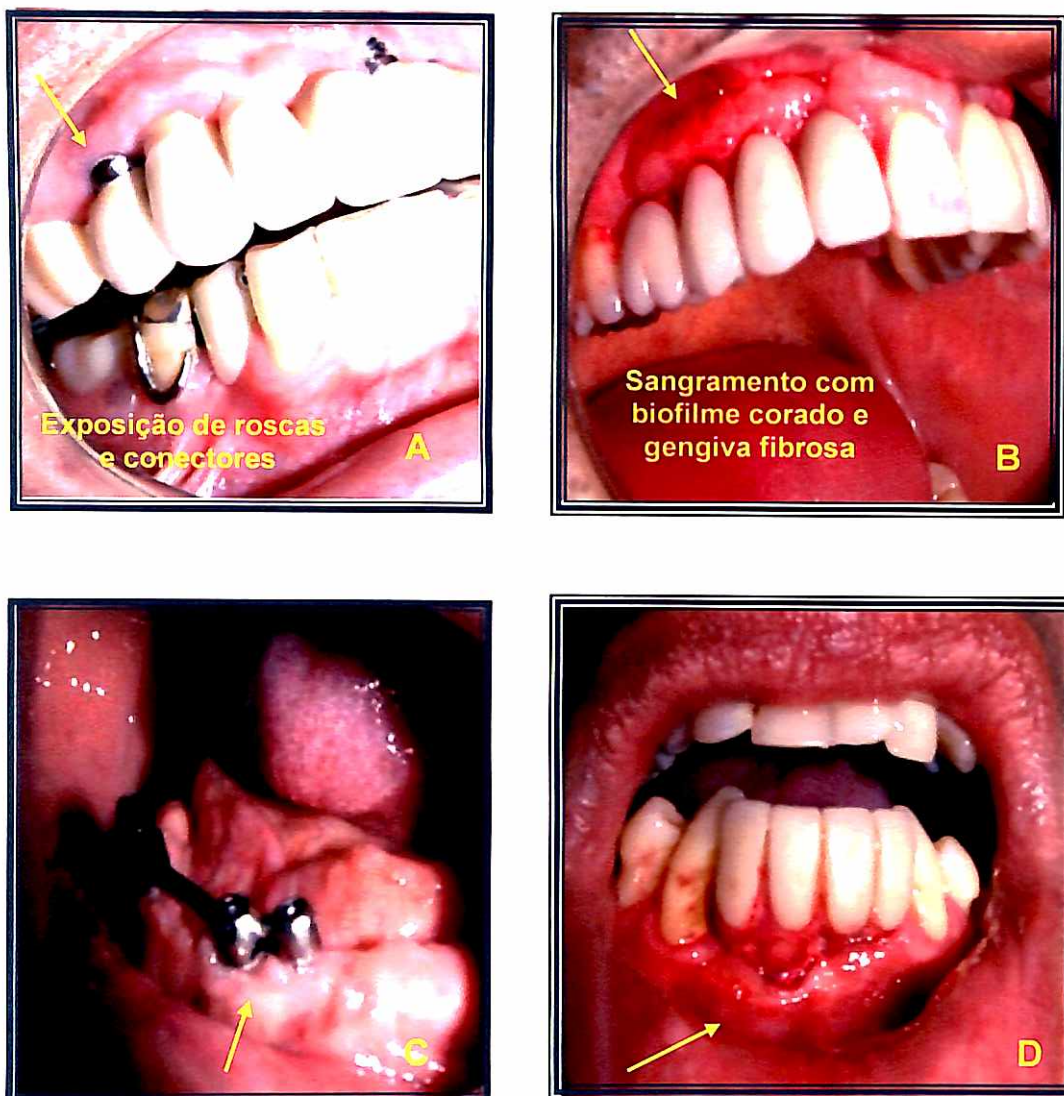 Exposição de roscas
e conectores
A
Sangramento com
biofilme corado e
gengiva fibrosa
B
C
D